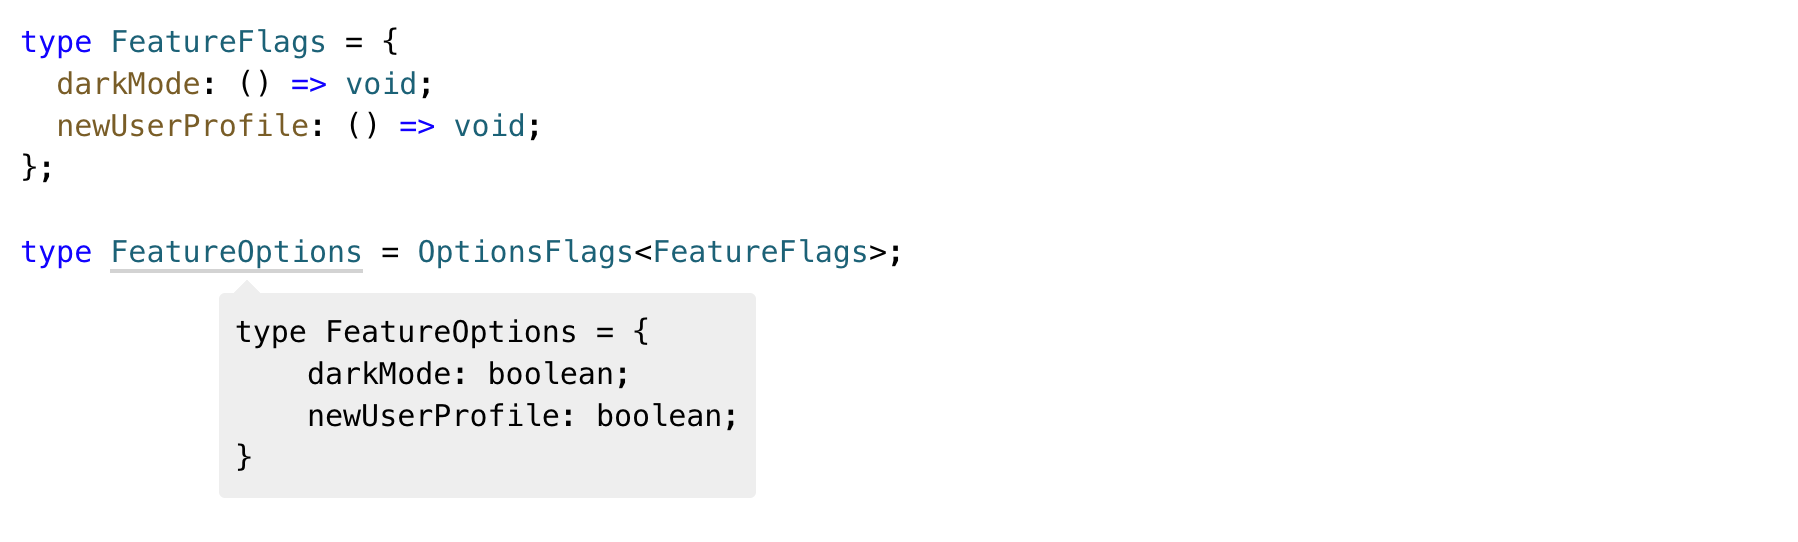 type FeatureFlags = {
  darkMode: () => void;
  newUserProfile: () => void;
};

type FeatureOptions = OptionsFlags<FeatureFlags>;
type FeatureOptions = {
    darkMode: boolean;
    newUserProfile: boolean;
}